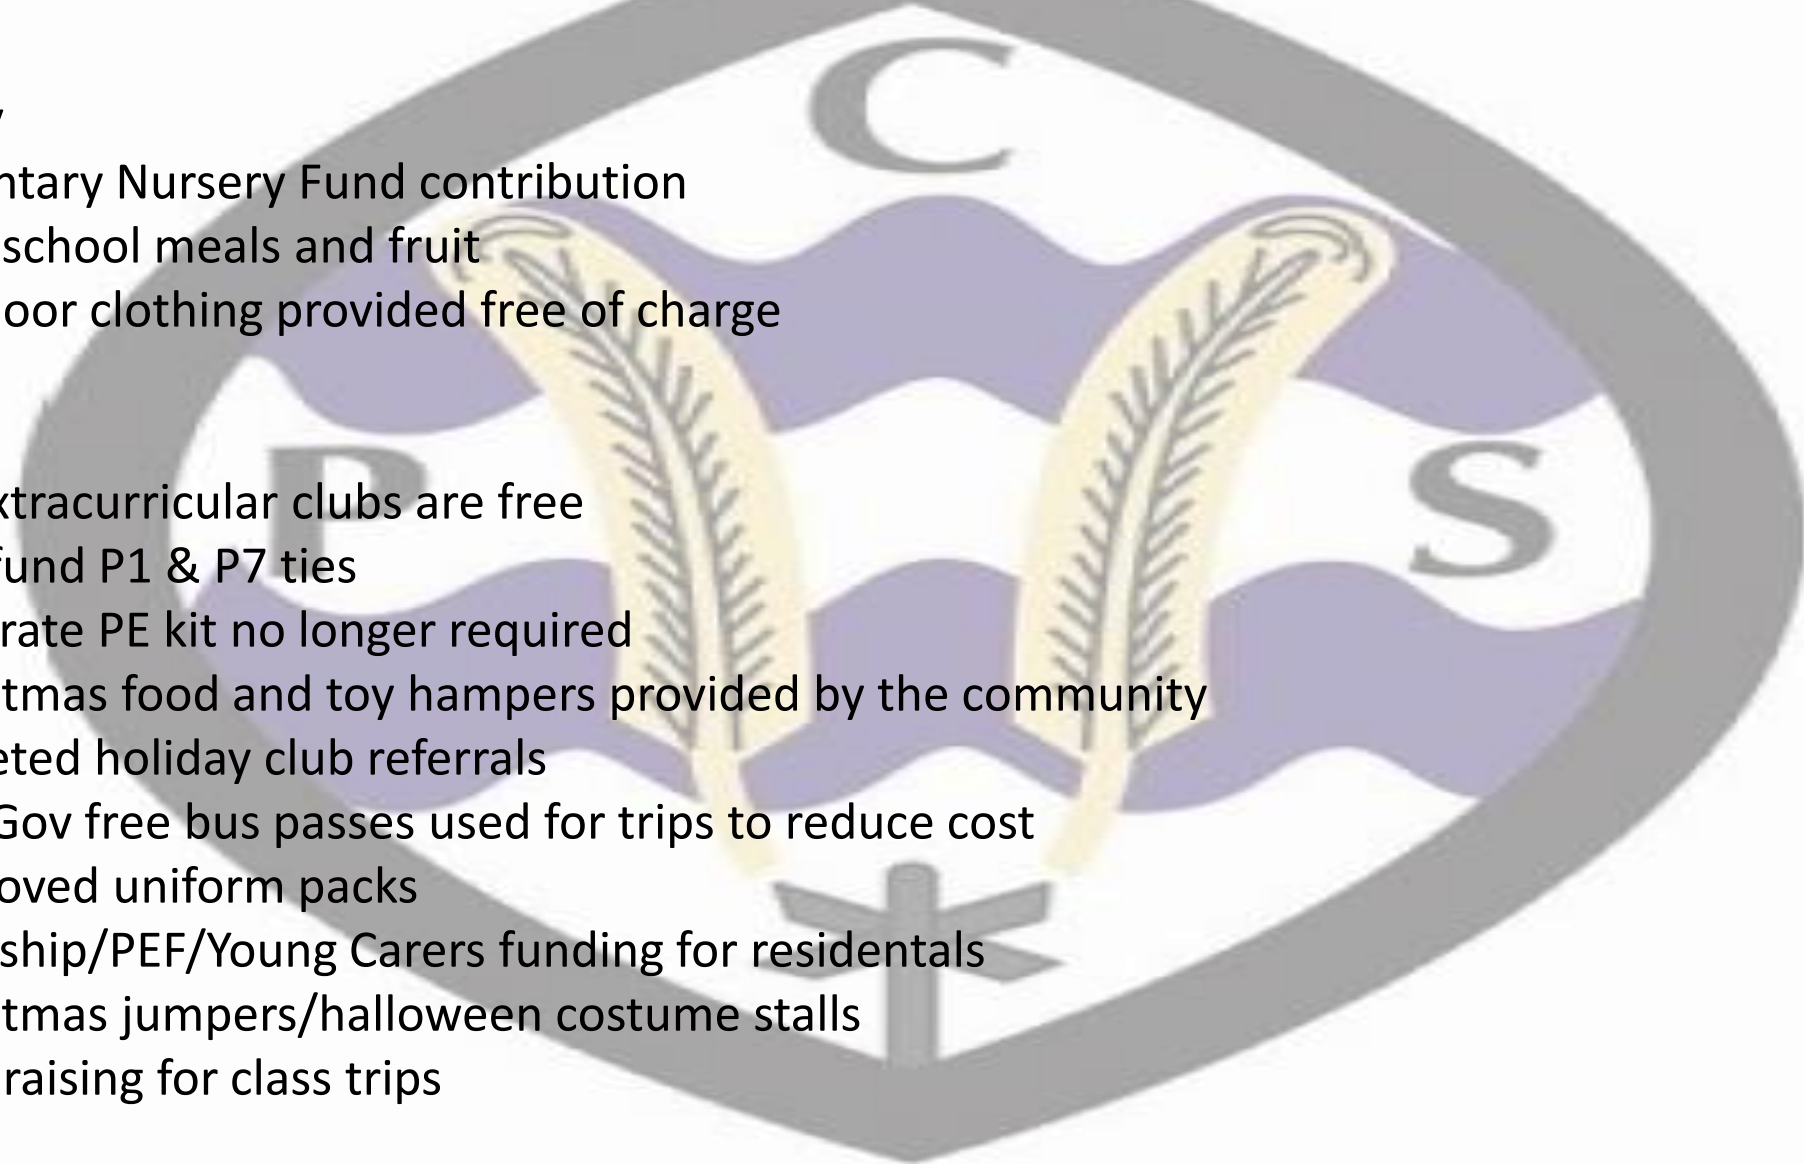 C
ntary Nursery Fund contribution
school meals and fruit
oor clothing provided free of charge
P
S
xtracurricular clubs are free
fund P1 & P7 ties
rate PE kit no longer required
tmas food and toy hampers provided by the community
eted holiday club referrals
Gov free bus passes used for trips to reduce cost
oved uniform packs
ship/PEF/Young Carers funding for residentals
tmas jumpers/halloween costume stalls
raising for class trips